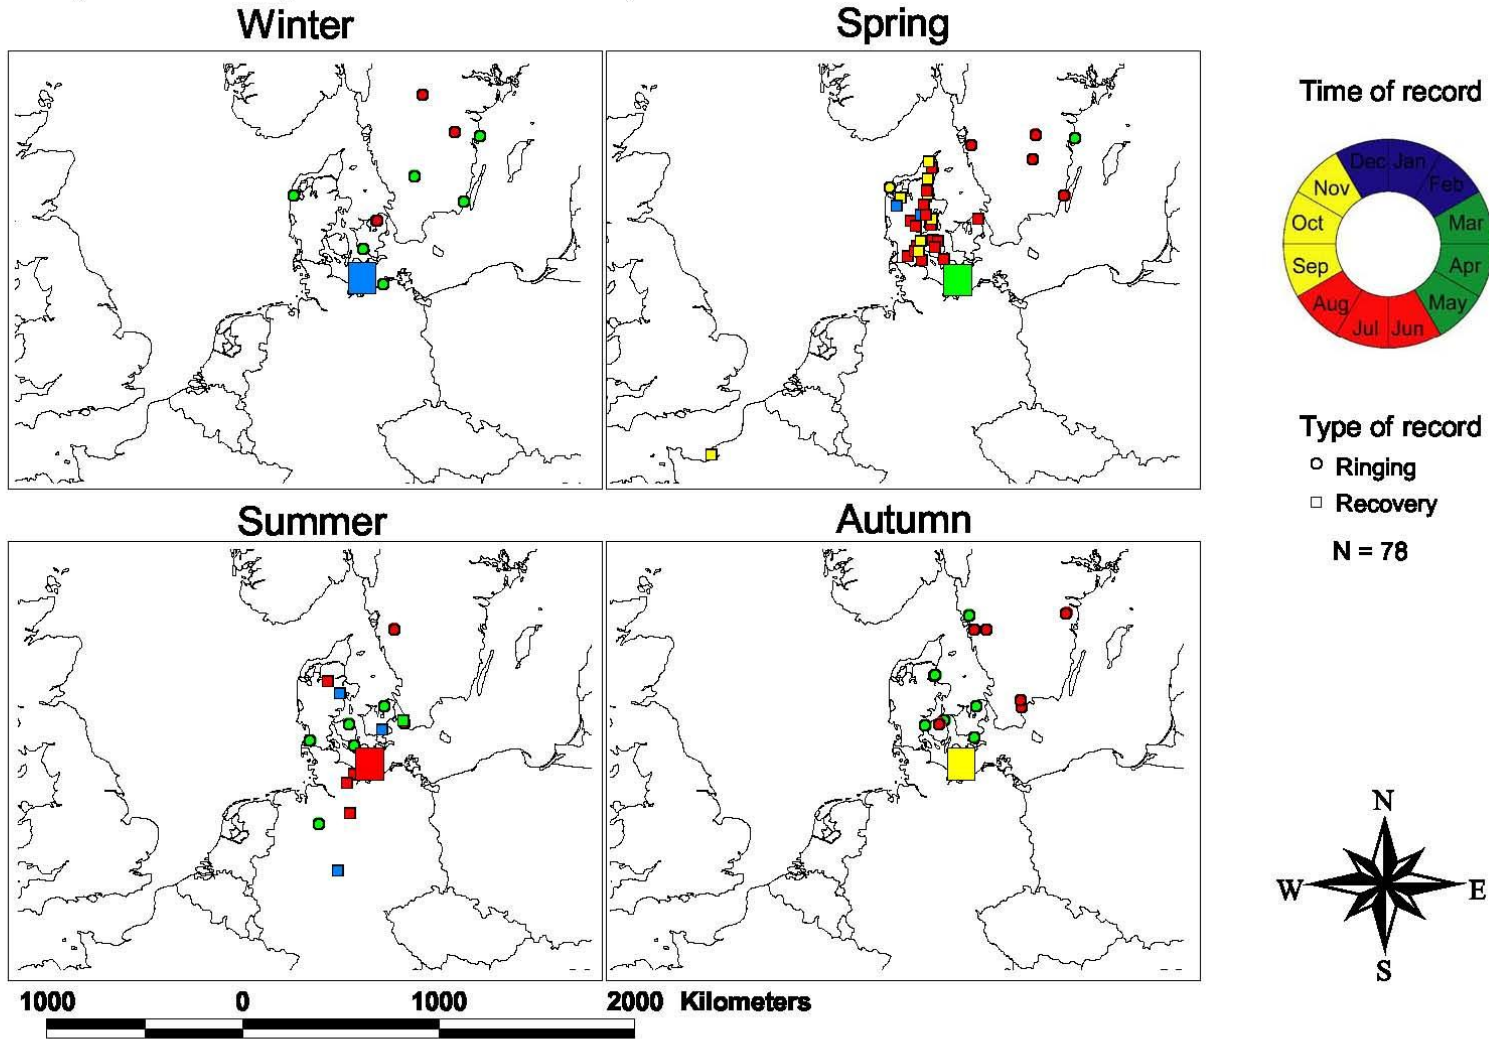 Winter
Spring
Time of record
Dec Jan
Nov Feb
Oct Mar
Sep Apr
Aug May
Jul Jun
Type of record
Ringing
Recovery
N = 78
Summer
Autumn
N
W E
S
1000 0 1000 2000 Kilometers